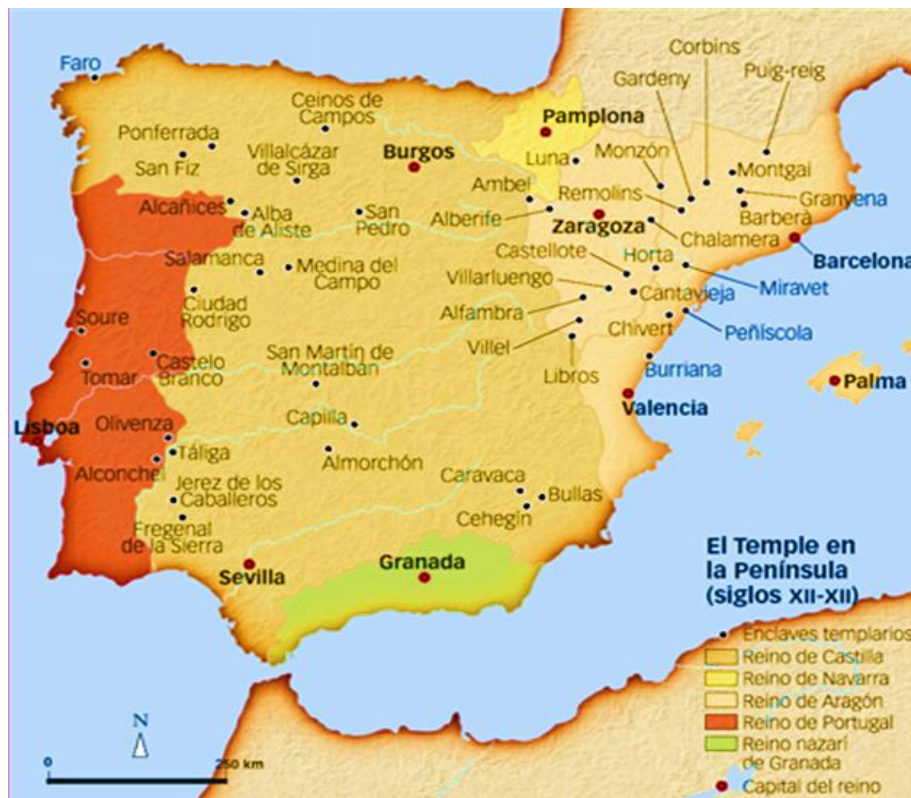 Corbins
Faro
Gardeny
Puig-reig
Ceinos de
Campos
Pamplona
Ponferrada
Burgos
Luna
Monzón
Montgai
San Fiz
Villalcázar
de Sirga
Ambel
Remolins
Granyena
Alcañices
Alba
de Aliste
San
Pedro
Alberife
Zaragoza
Barberà
Chalamera
Salamanca
Medina del
Campo
Castellote
Horta
Barcelona
Villarluengo
Miravet
Ciudad
Rodrigo
Alfambra
Cantavieja
Soure
Chivert
Peñíscola
San Martín de
Montalbán
Villel
Tomar
Castelo
Branco
Libros
Burriana
Palma
Lisboa
Olivenza
Capilla
Valencia
Táliga
Alconchel
Almorchón
Jerez de los
Caballeros
Caravaca
Bullas
Cehegín
Fregenal
de la Sierra
Sevilla
Granada
El Temple en
la Península
(siglos XII-XII)
Enclaves templarios
Reino de Castilla
Reino de Navarra
Reino de Aragón
Reino de Portugal
Reino nazarí
de Granada
Capital del reino
N
0
250 km